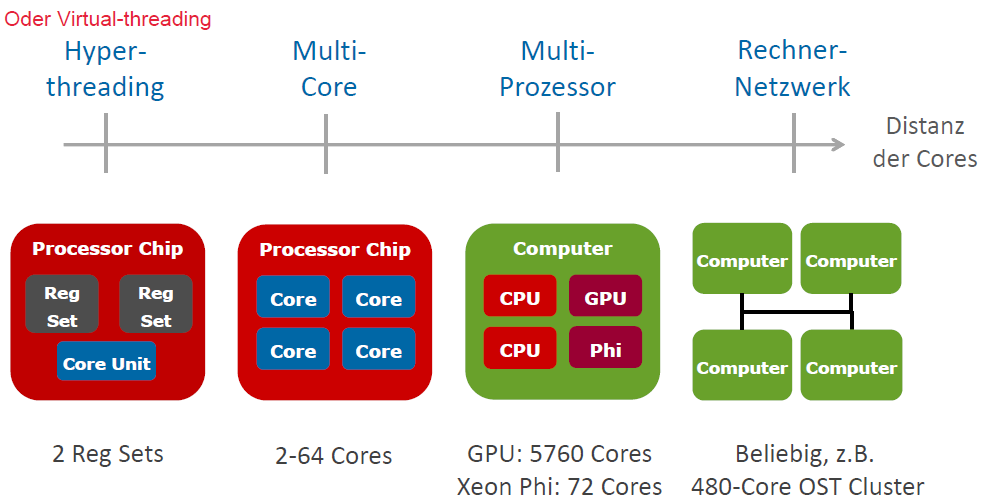 Oder Virtual-threading
Hyper-
threading
Multi-
Core
Multi-
Prozessor
Rechner-
Netzwerk
Distanz
der Cores
Processor Chip
Reg
Set
Reg
Set
Core Unit
Processor Chip
Core
Core
Core
Core
Computer
CPU
GPU
CPU
Phi
Computer
Computer
Computer
Computer
2 Reg Sets
2-64 Cores
GPU: 5760 Cores
Xeon Phi: 72 Cores
Beliebig, z.B.
480-Core OST Cluster